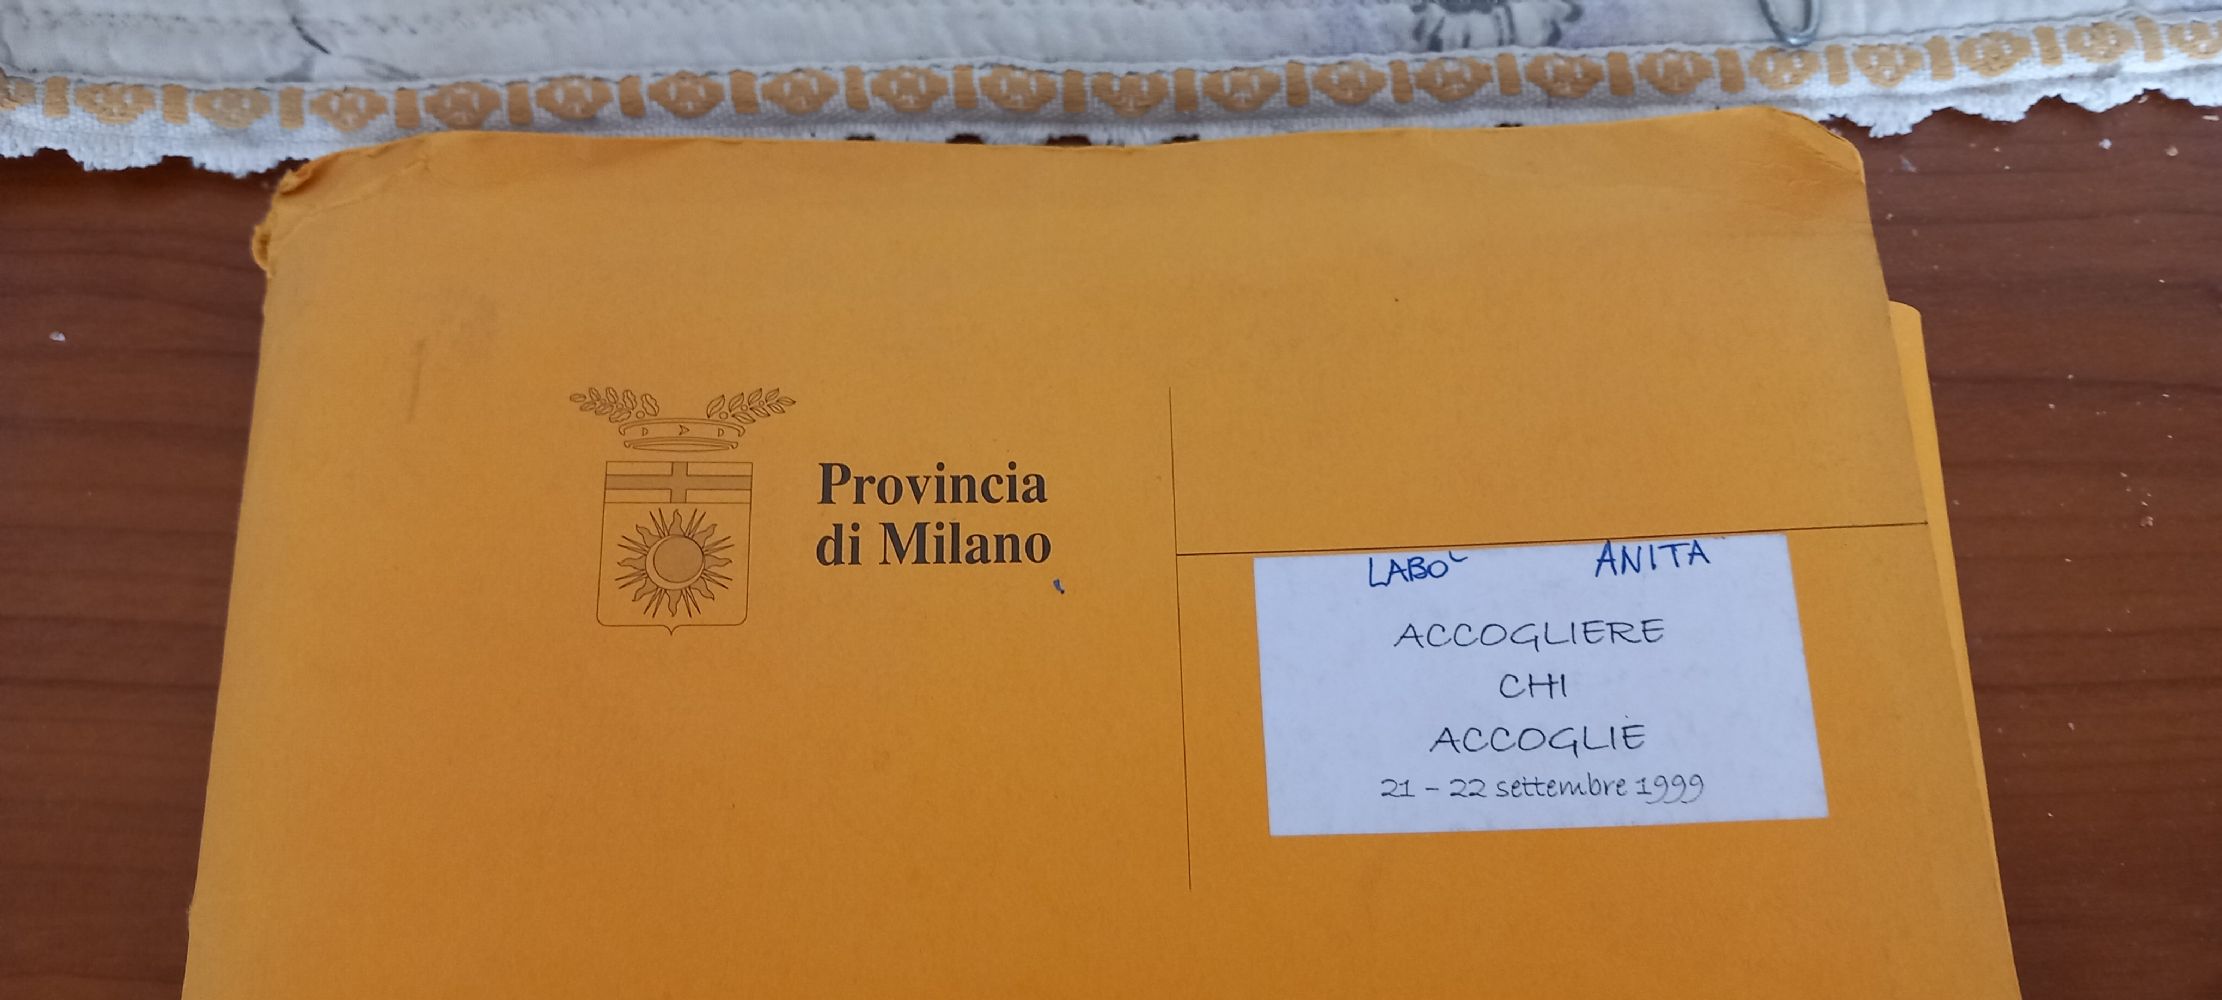 Provincia
di Milano
LABO^L ANITA
ACCOGLIERE
CHI
ACCOGLIE
21 - 22 settembre 1999